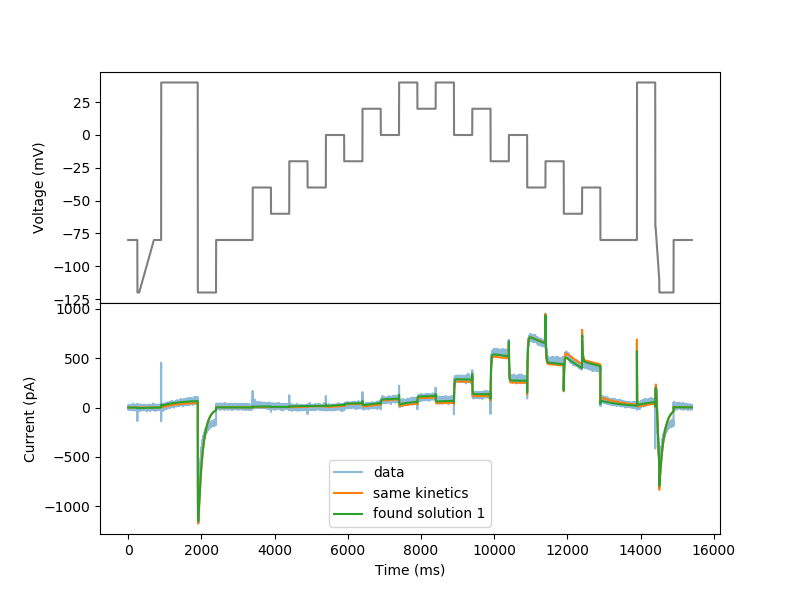 25
0
−25
−50
−75
−100
−125
Voltage (mV)
1000
500
0
−500
−1000
Current (pA)
data
same kinetics
found solution 1
0 2000 4000 6000 8000 10000 12000 14000 16000
Time (ms)